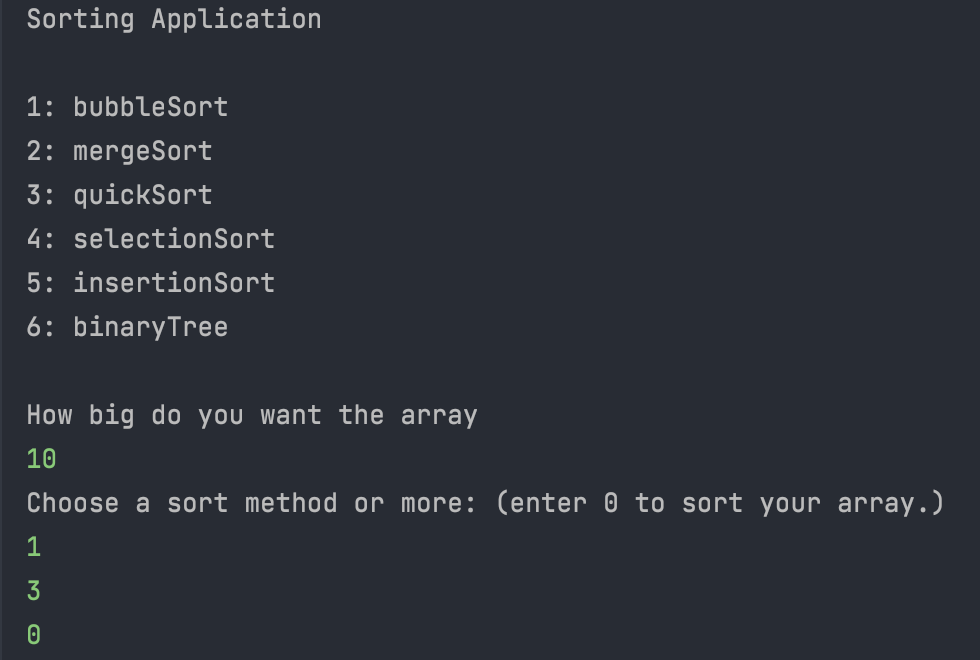 Sorting Application
1: bubbleSort
2: mergeSort
3: quickSort
4: selectionSort
5: insertionSort
6: binaryTree
How big do you want the array
10
Choose a sort method or more: (enter 0 to sort your array.)
1
3
0